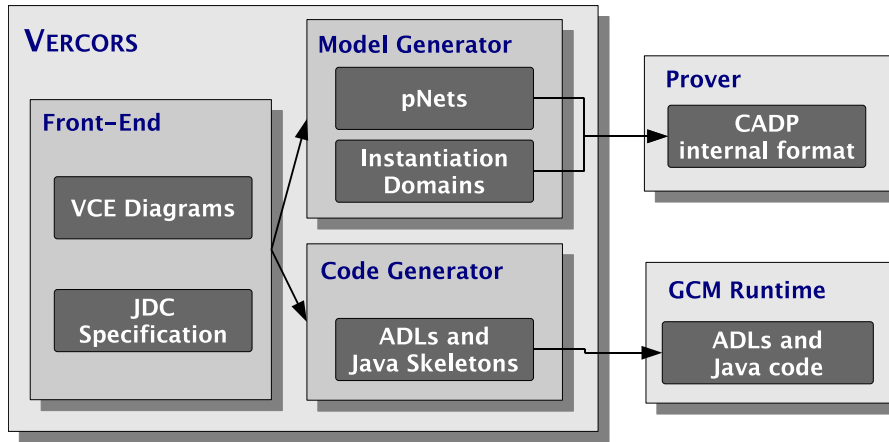 VERCORS
Front-End
VCE Diagrams
JDC
Specification
Model Generator
pNets
Instantiation
Domains
Code Generator
ADLs and
Java Skeletons
Prover
CADP
internal format
GCM Runtime
ADLs and
Java code